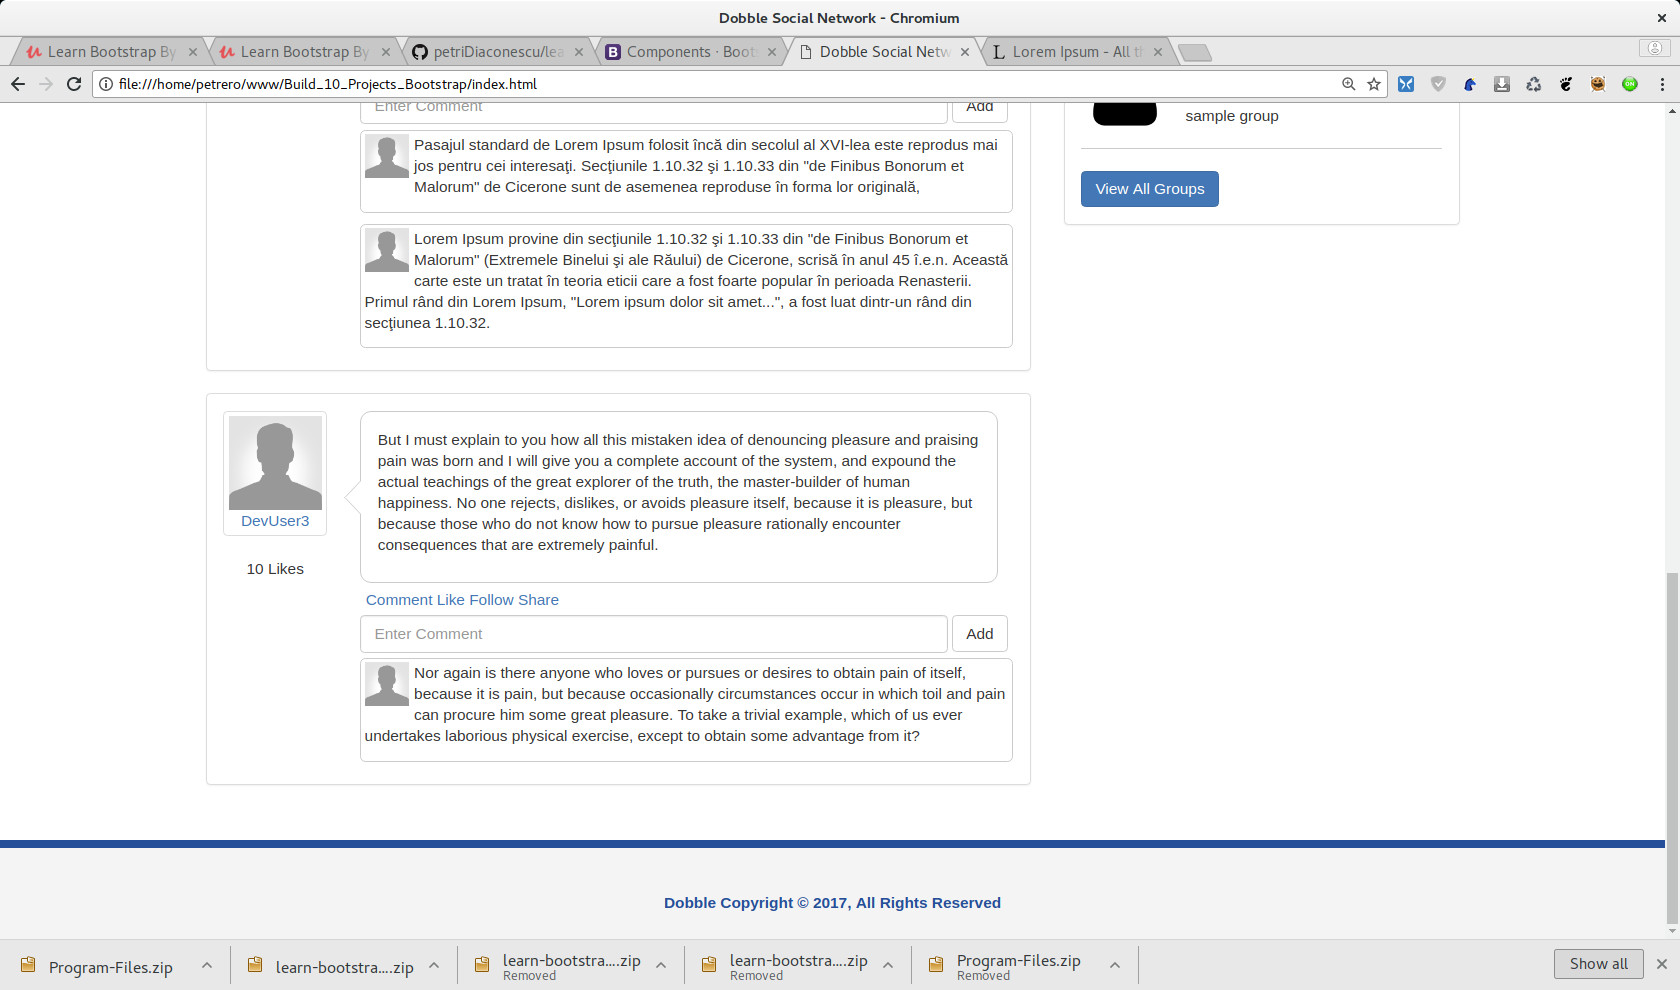 Dobble Social Network - Chromium
Learn Bootstrap By
Learn Bootstrap By
petriDiaconescu/lea
Components · Boots
Dobble Social Netw
Lorem Ipsum - All th
file:///home/petrero/www/Build_10_Projects_Bootstrap/index.html
Enter Comment
Add
Pasajul standard de Lorem Ipsum folosit încă din secolul al XVI-lea este reprodus mai
jos pentru cei interesaţi. Secţiunile 1.10.32 şi 1.10.33 din "de Finibus Bonorum et
Malorum" de Cicerone sunt de asemenea reproduse în forma lor originală,
Lorem Ipsum provine din secţiunile 1.10.32 şi 1.10.33 din "de Finibus Bonorum et
Malorum" (Extremele Binelui şi ale Răului) de Cicerone, scrisă în anul 45 î.e.n. Această
carte este un tratat în teoria eticii care a fost foarte popular în perioada Renasterii.
Primul rând din Lorem Ipsum, "Lorem ipsum dolor sit amet...", a fost luat dintr-un rând din
secţiunea 1.10.32.
sample group
View All Groups
DevUser3
10 Likes
But I must explain to you how all this mistaken idea of denouncing pleasure and praising
pain was born and I will give you a complete account of the system, and expound the
actual teachings of the great explorer of the truth, the master-builder of human
happiness. No one rejects, dislikes, or avoids pleasure itself, because it is pleasure, but
because those who do not know how to pursue pleasure rationally encounter
consequences that are extremely painful.
Comment Like Follow Share
Enter Comment
Add
Nor again is there anyone who loves or pursues or desires to obtain pain of itself,
because it is pain, but because occasionally circumstances occur in which toil and pain
can procure him some great pleasure. To take a trivial example, which of us ever
undertakes laborious physical exercise, except to obtain some advantage from it?
Dobble Copyright © 2017, All Rights Reserved
Program-Files.zip
learn-bootstra....zip
learn-bootstra....zip
Removed
learn-bootstra....zip
Removed
Program-Files.zip
Removed
Show all